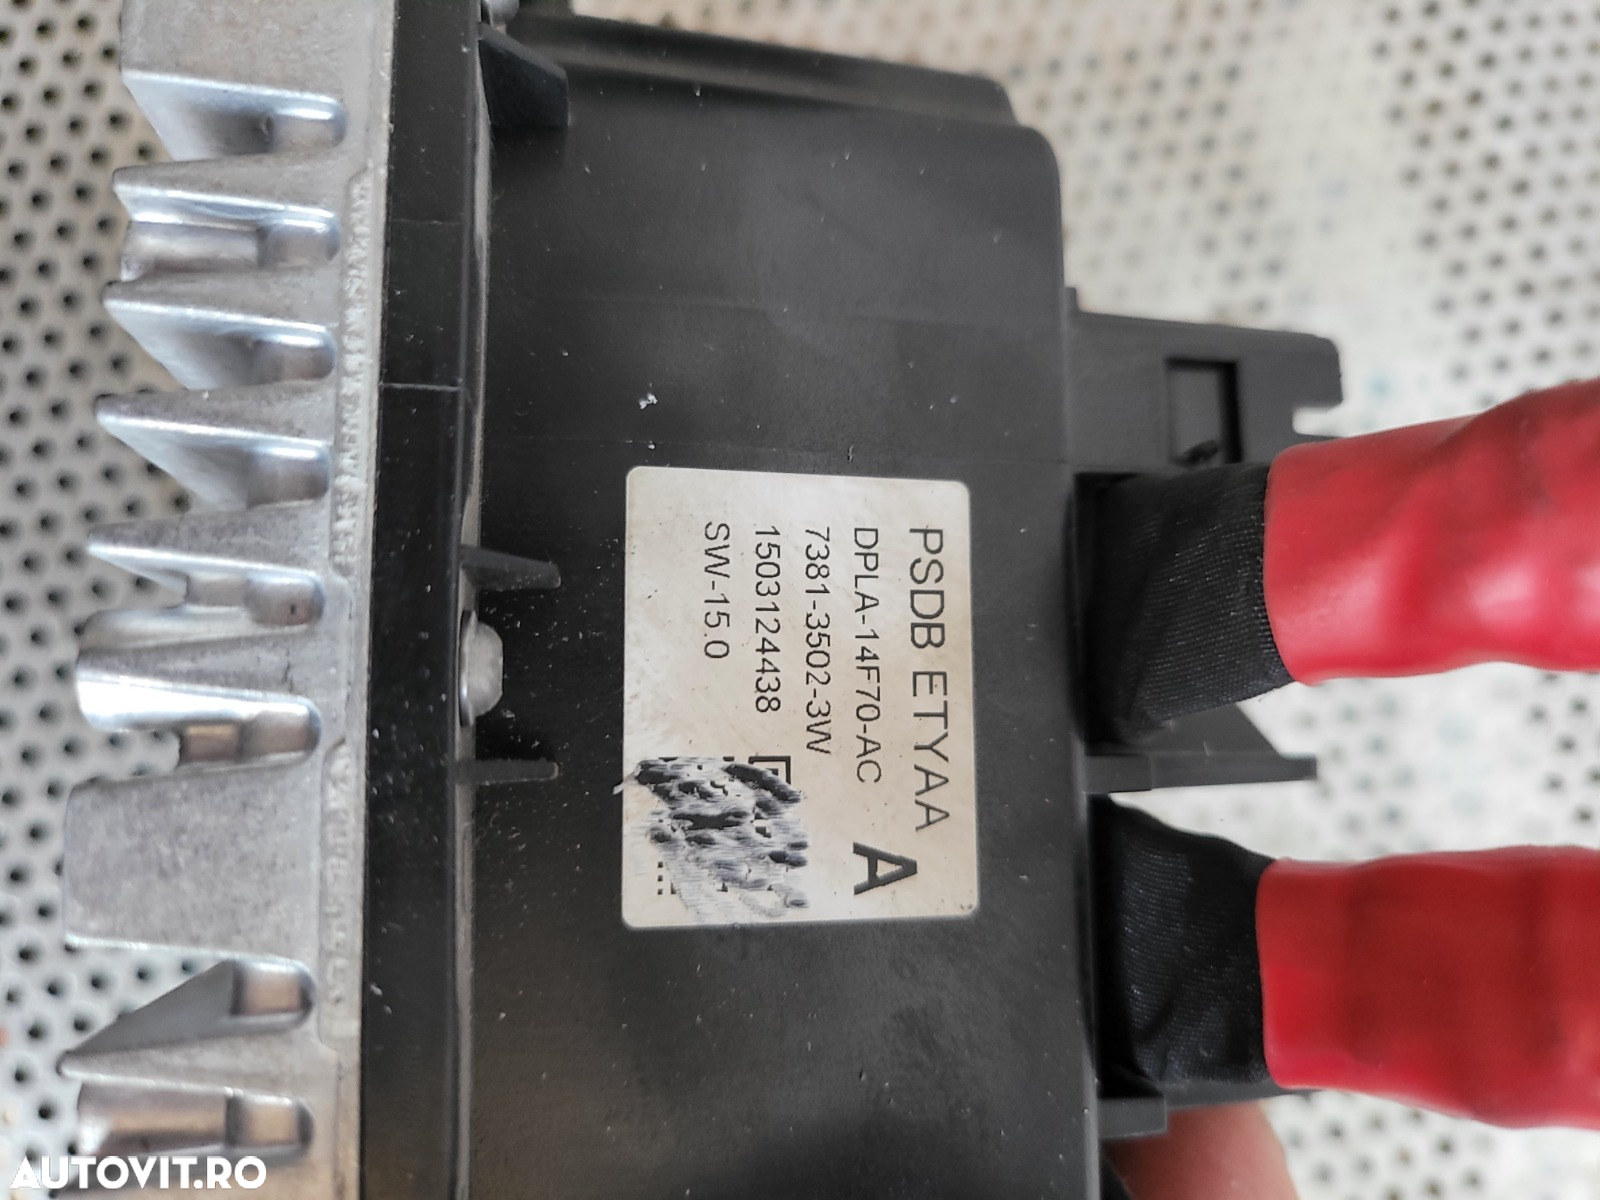 PSDB ETYAA
DPLA-14F70-AC A
7381-3502-3W
1503124438
SW-15.0
AUTOVIT.RO